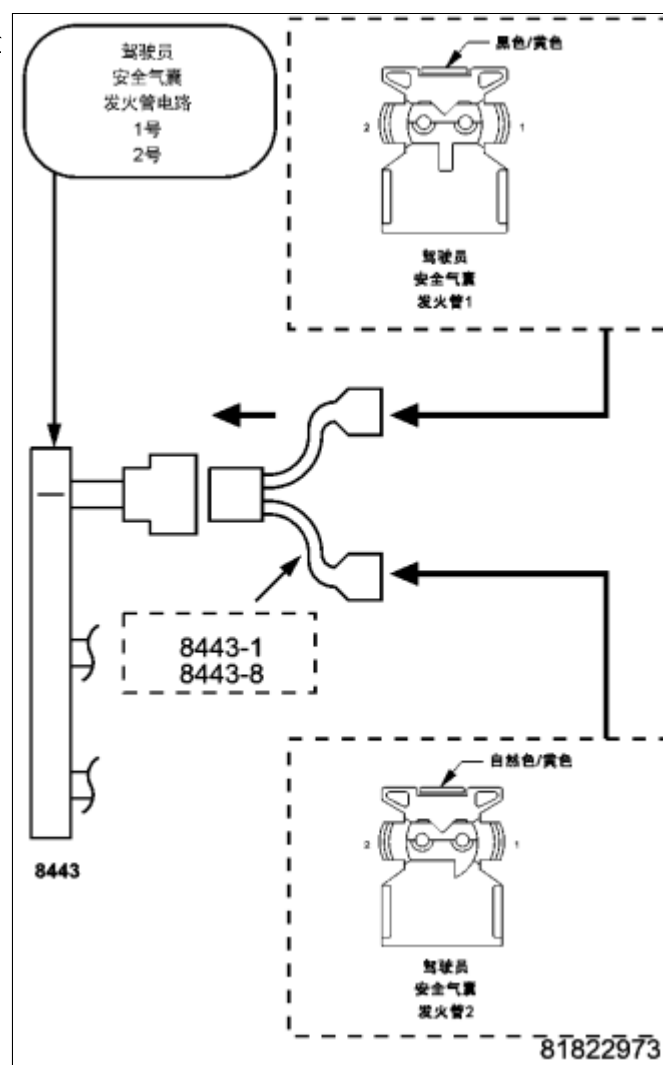 驾驶员
安全气囊
发火管电路
1号
2号
黑色/黄色
2
1
驾驶员
安全气囊
发火管1
8443-1
8443-8
8443
自然色/黄色
2
1
驾驶员
安全气囊
发火管2
81822973